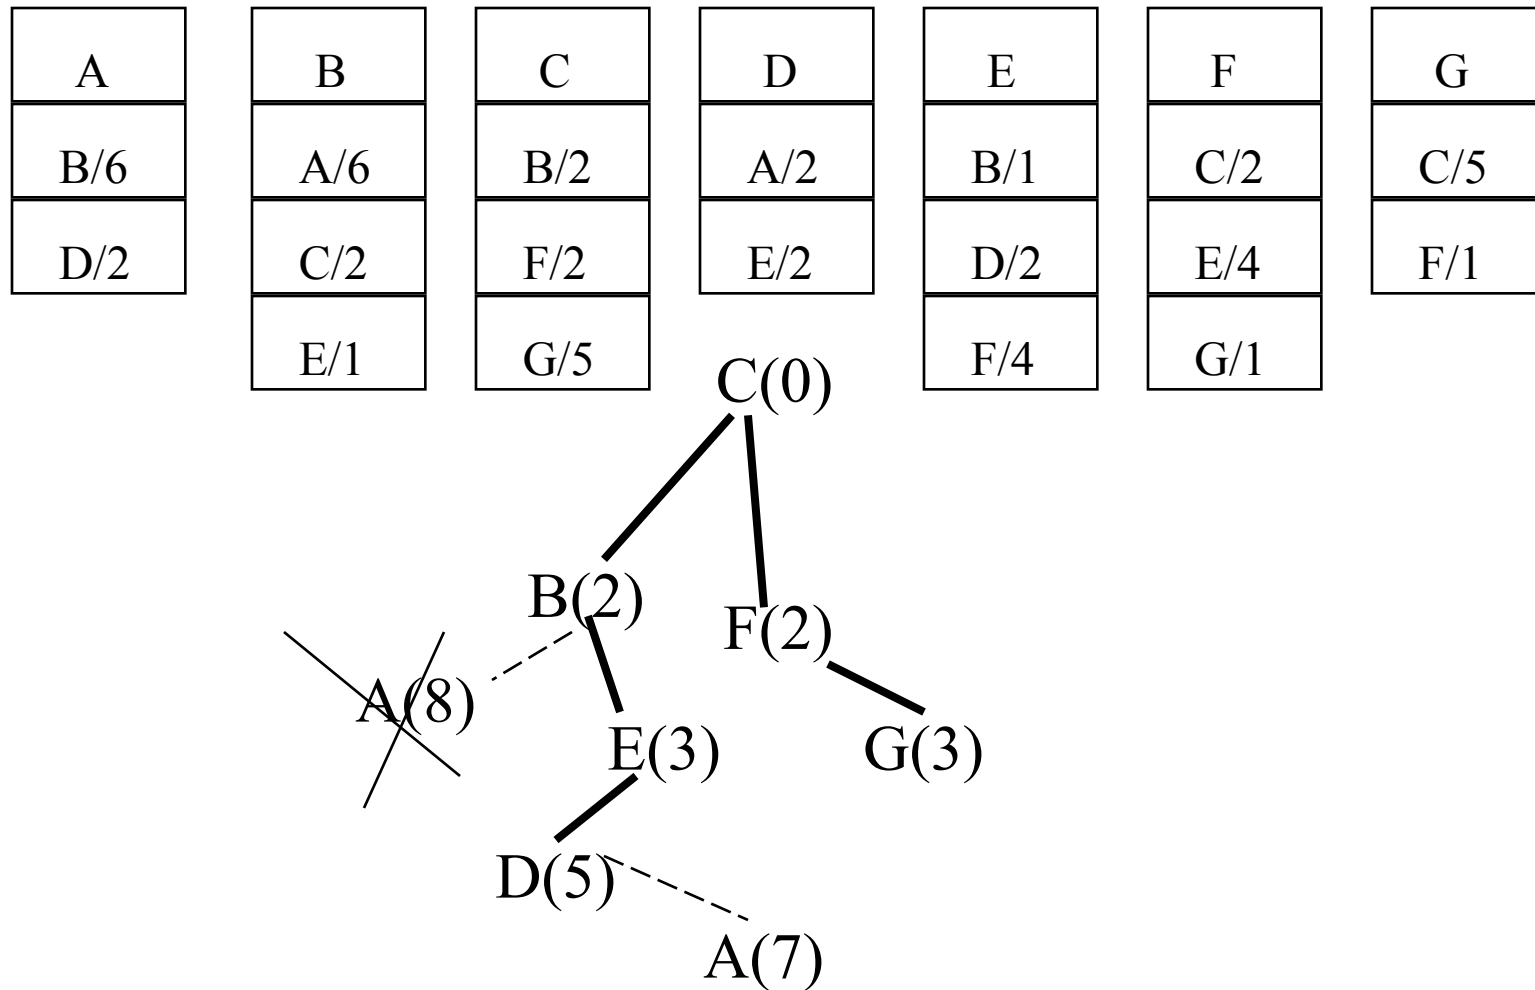 A B C D E F G
B/6 A/6 B/2 A/2 B/1 C/2 C/5
D/2 C/2 F/2 E/2 D/2 E/4 F/1
E/1 G/5 F/4 G/1
C(0)
B(2) F(2)
A(8)
E(3) G(3)
D(5)
A(7)